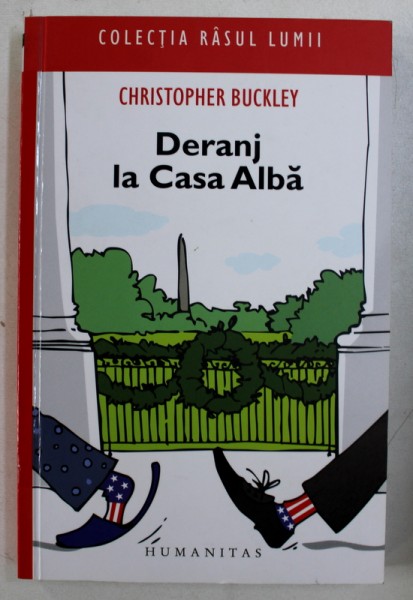 COLECȚIA RÂSUL LUMII
CHRISTOPHER BUCKLEY
Deranj
la Casa Albă
HUMANITAS